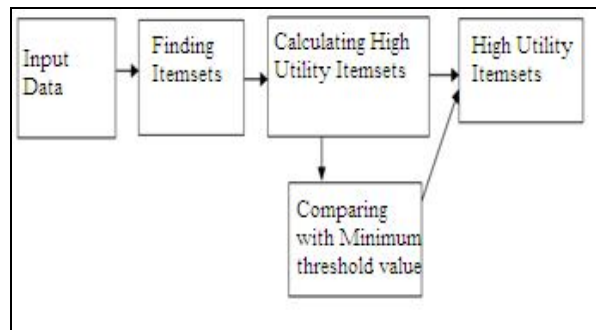 Input
Data
Finding
Itemsets
Calculating High
Utility Itemsets
High Utility
Itemsets
Comparing
with Minimum
threshold value